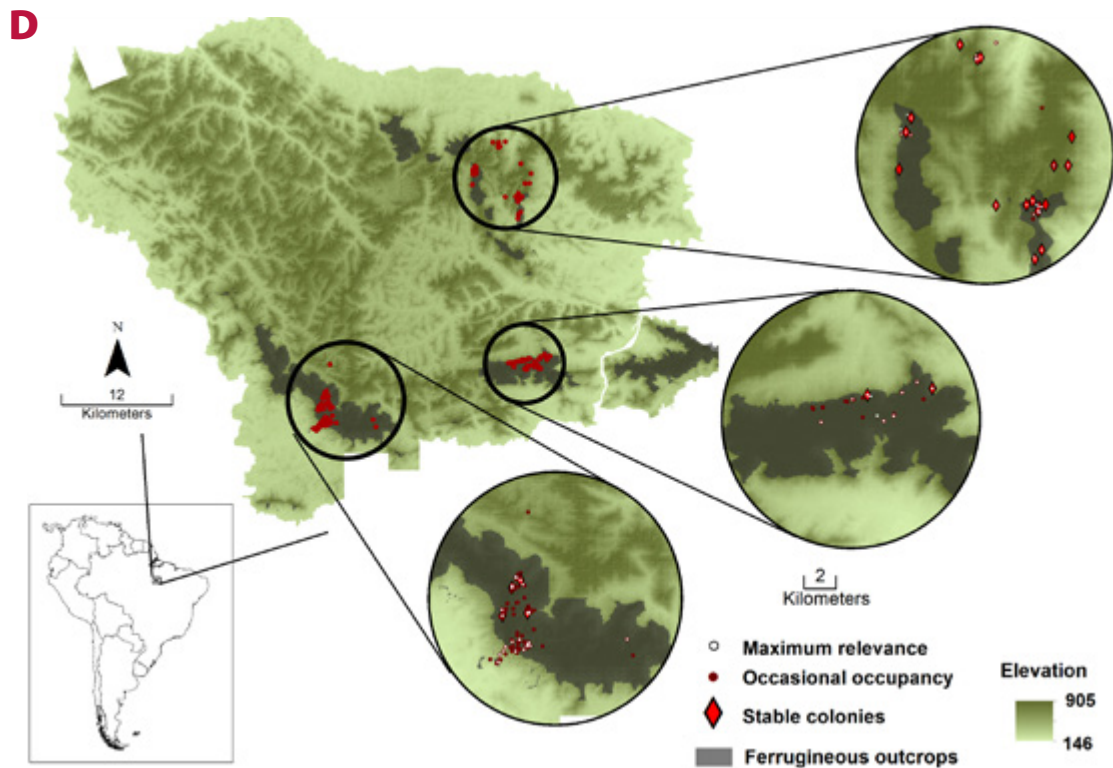 D
N
12
Kilometers
2
Kilometers
Maximum relevance
Occasional occupancy
Stable colonies
Ferrugineous outcrops
Elevation
905
146